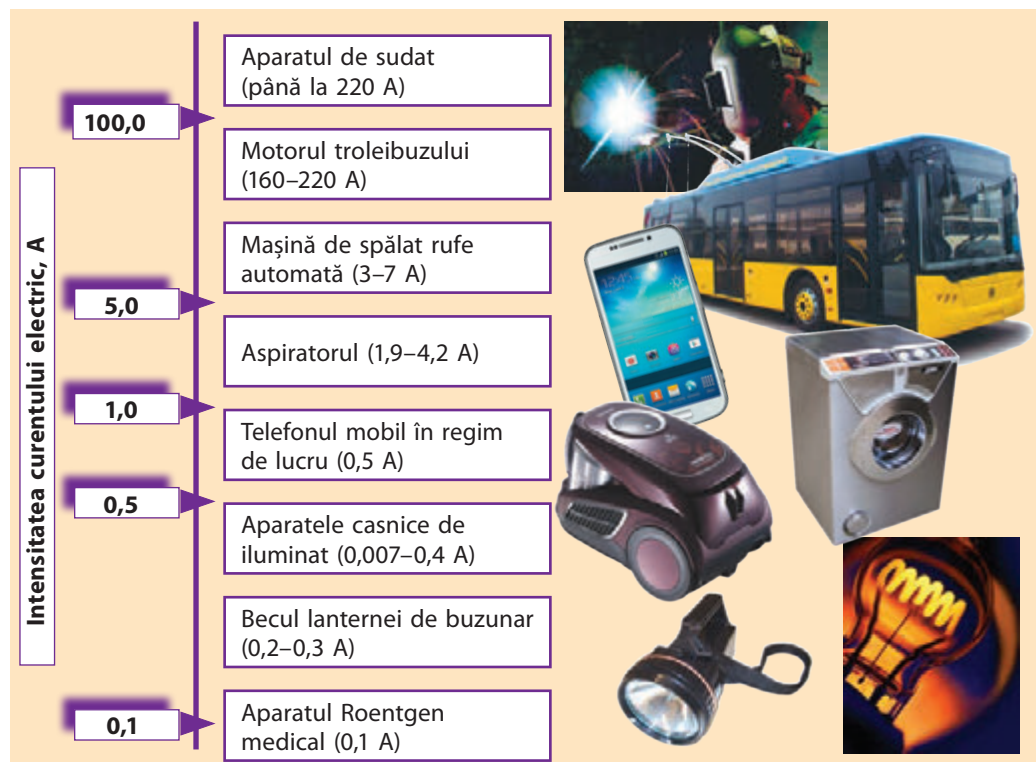 Intensitatea curentului electric, A
100,0
5,0
1,0
0,5
0,1
Aparatul de sudat
(până la 220 A)
Motorul troleibuzului
(160–220 A)
Mașină de spălat rufe
automată (3–7 A)
Aspiratorul (1,9–4,2 A)
Telefonul mobil în regim
de lucru (0,5 A)
Aparatele casnice de
iluminat (0,007–0,4 A)
Becul lanternei de buzunar
(0,2–0,3 A)
Aparatul Roentgen
medical (0,1 A)
12:45